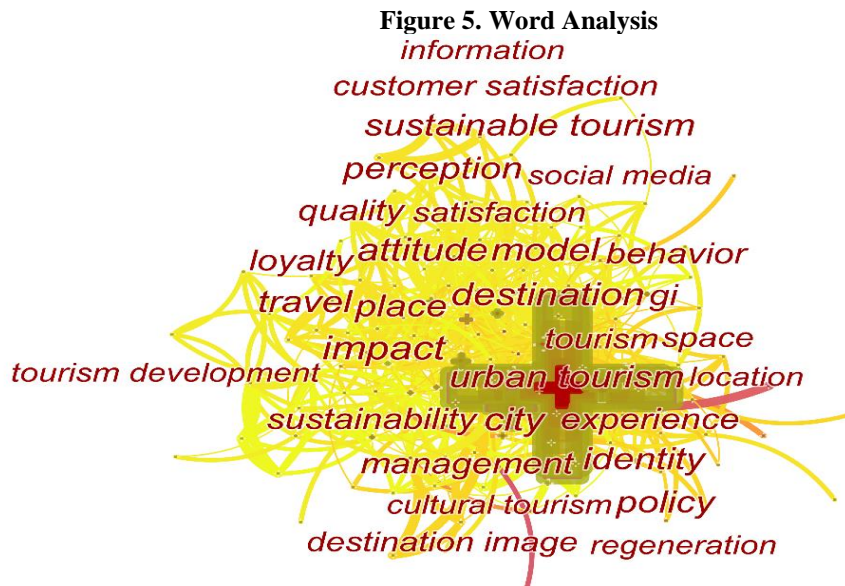 Figure 5. Word Analysis
information
customer satisfaction
sustainable tourism
perception social media
quality satisfaction
loyalty attitude model behavior
travel place destination gi
impact tourism space
tourism development urban tourism location
sustainability city experience
management identity
cultural tourism policy
destination image regeneration